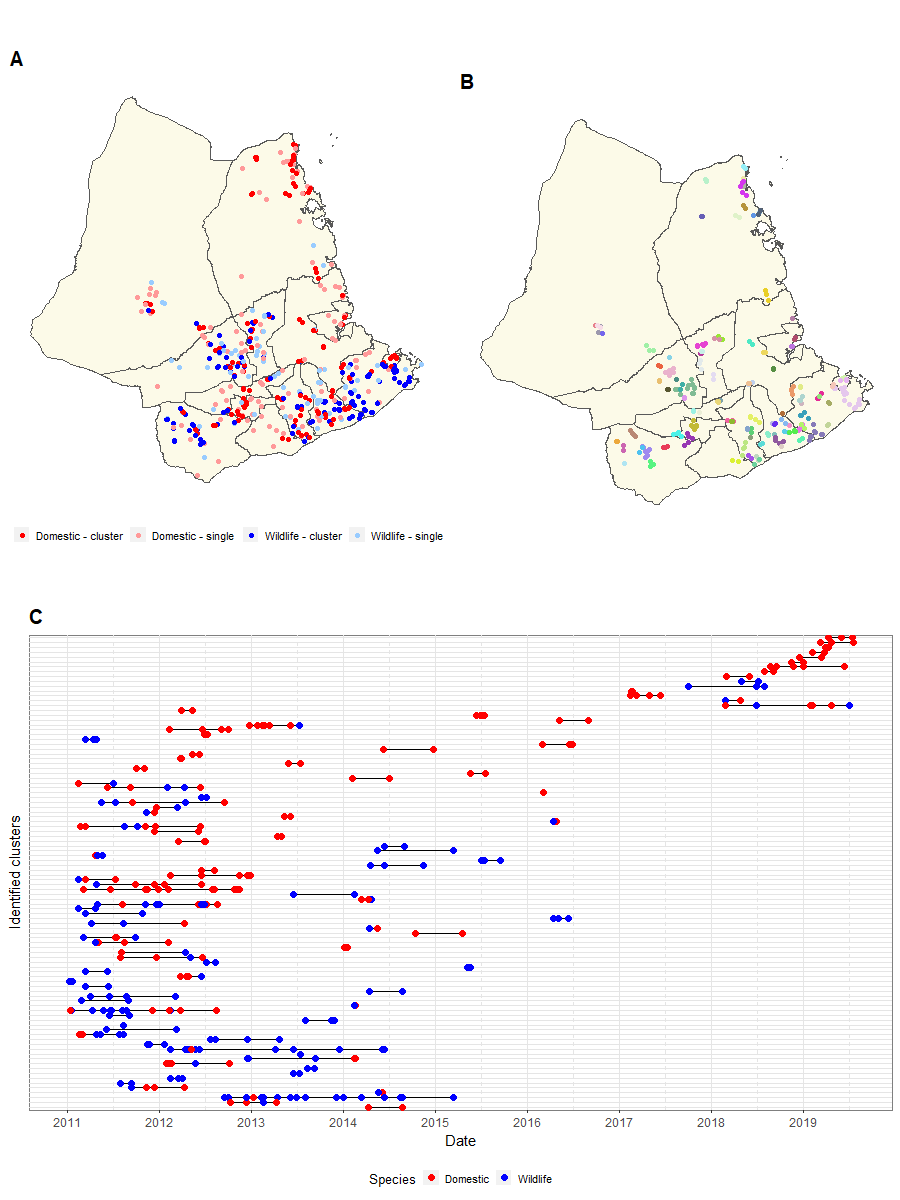 A
B
Domestic - cluster Domestic - single Wildlife - cluster Wildlife - single
C
Identified clusters
2011 2012 2013 2014 2015 2016 2017 2018 2019
Date
Species Domestic Wildlife